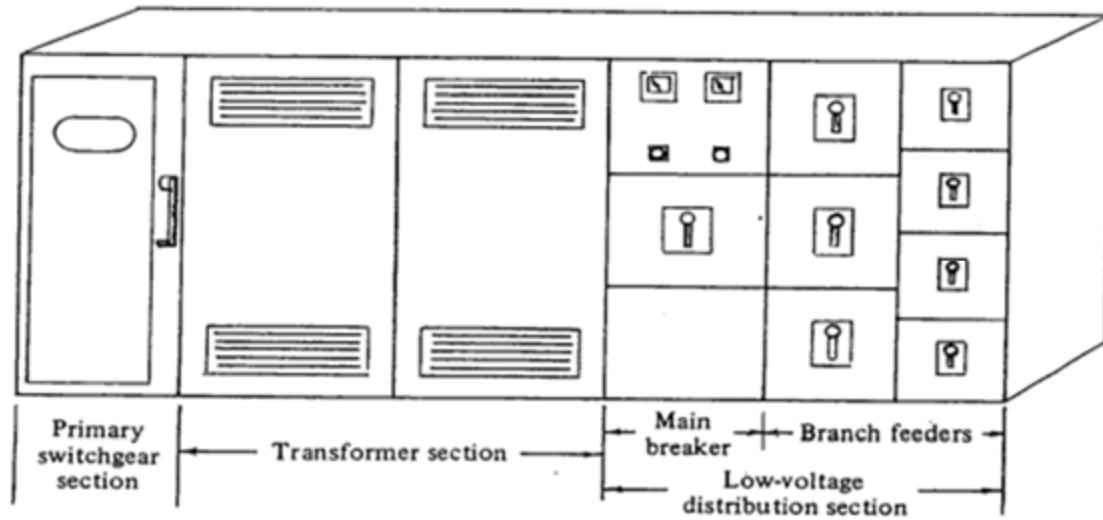 Primary
switchgear
section
Transformer section
Main
breaker
Branch feeders
Low-voltage
distribution section